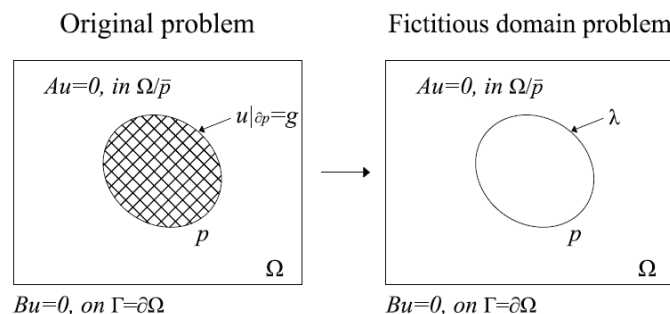 Original problem
Au=0, in Ω/p̄
u|∂p=g
p
Ω
Bu=0, on Γ=∂Ω
Fictitious domain problem
Au=0, in Ω/p̄
λ
p
Ω
Bu=0, on Γ=∂Ω